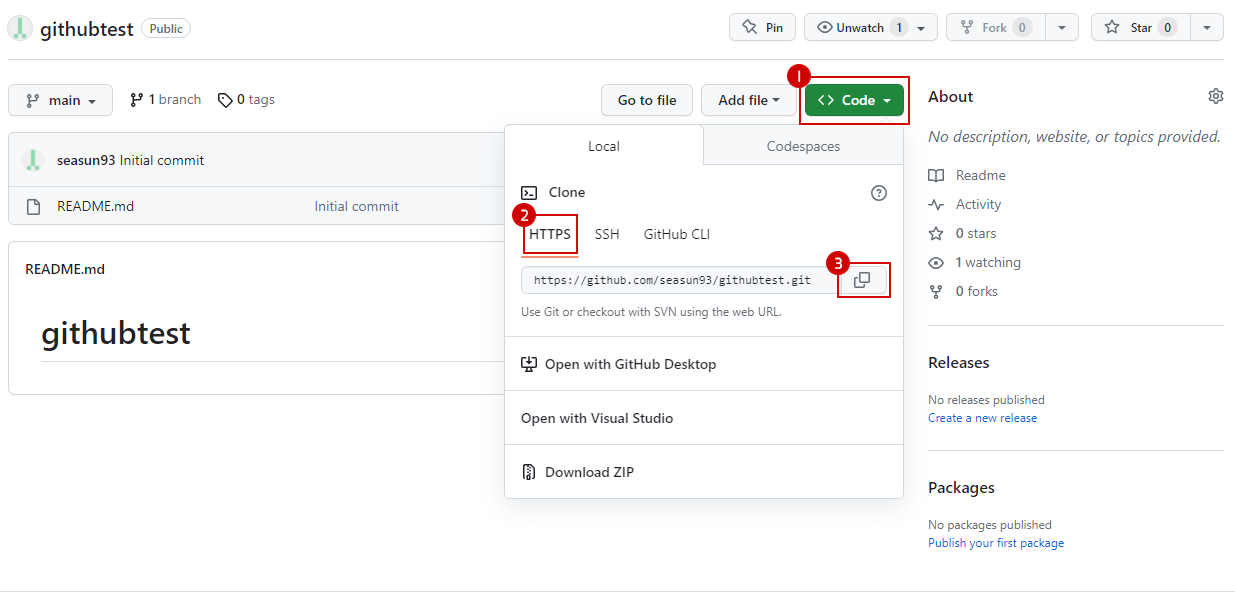 githubtest Public Pin Unwatch 1 Fork 0 Star 0
main 1 branch 0 tags Go to file Add file 1 <> Code
seasun93 Initial commit
README.md Initial commit
README.md
githubtest
Local Codespaces
Clone
2
HTTPS SSH GitHub CLI
3
https://github.com/seasun93/githubtest.git
Use Git or checkout with SVN using the web URL.
Open with GitHub Desktop
Open with Visual Studio
Download ZIP
About
No description, website, or topics provided.
Readme
Activity
0 stars
1 watching
0 forks
Releases
No releases published
Create a new release
Packages
No packages published
Publish your first package